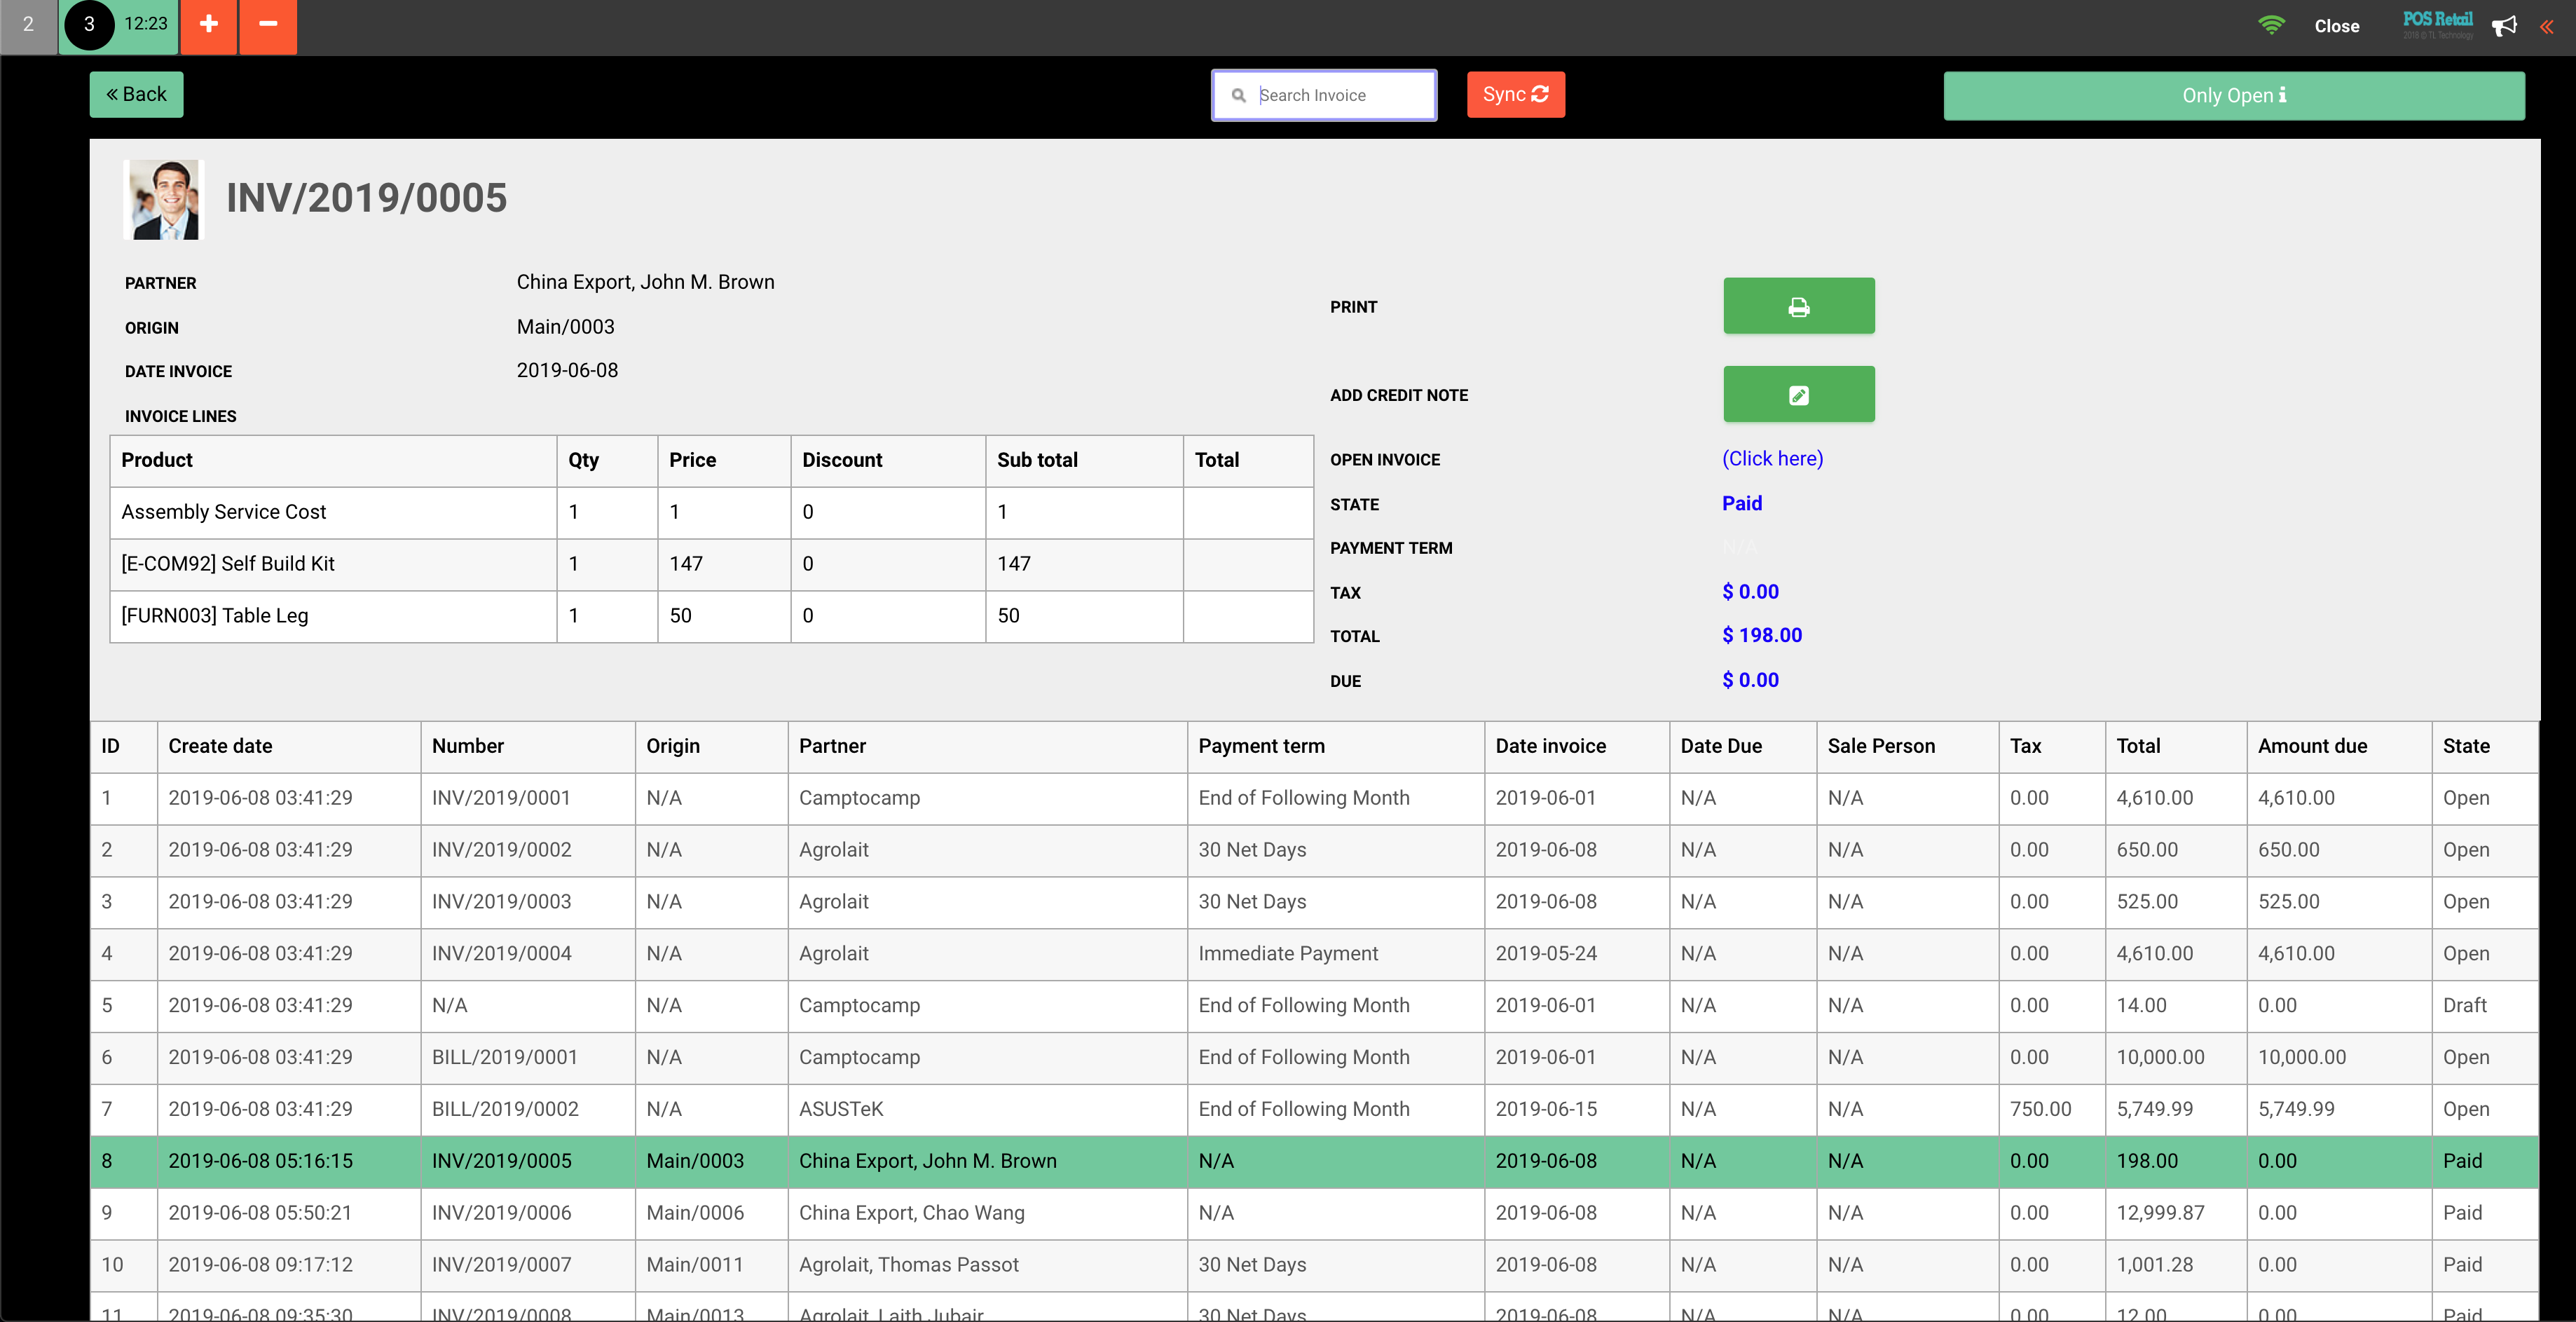 2 3 12:23 Close POS Retail
2018 © TL Technology
Back Search Invoice Sync Only Open
INV/2019/0005
PARTNER China Export, John M. Brown
ORIGIN Main/0003
DATE INVOICE 2019-06-08
INVOICE LINES
Product Qty Price Discount Sub total Total
Assembly Service Cost 1 1 0 1
[E-COM92] Self Build Kit 1 147 0 147
[FURN003] Table Leg 1 50 0 50
PRINT
ADD CREDIT NOTE
OPEN INVOICE (Click here)
STATE Paid
PAYMENT TERM N/A
TAX $ 0.00
TOTAL $ 198.00
DUE $ 0.00
ID Create date Number Origin Partner Payment term Date invoice Date Due Sale Person Tax Total Amount due State
1 2019-06-08 03:41:29 INV/2019/0001 N/A Camptocamp End of Following Month 2019-06-01 N/A N/A 0.00 4,610.00 4,610.00 Open
2 2019-06-08 03:41:29 INV/2019/0002 N/A Agrolait 30 Net Days 2019-06-08 N/A N/A 0.00 650.00 650.00 Open
3 2019-06-08 03:41:29 INV/2019/0003 N/A Agrolait 30 Net Days 2019-06-08 N/A N/A 0.00 525.00 525.00 Open
4 2019-06-08 03:41:29 INV/2019/0004 N/A Agrolait Immediate Payment 2019-05-24 N/A N/A 0.00 4,610.00 4,610.00 Open
5 2019-06-08 03:41:29 N/A N/A Camptocamp End of Following Month 2019-06-01 N/A N/A 0.00 14.00 0.00 Draft
6 2019-06-08 03:41:29 BILL/2019/0001 N/A Camptocamp End of Following Month 2019-06-01 N/A N/A 0.00 10,000.00 10,000.00 Open
7 2019-06-08 03:41:29 BILL/2019/0002 N/A ASUSTeK End of Following Month 2019-06-15 N/A N/A 750.00 5,749.99 5,749.99 Open
8 2019-06-08 05:16:15 INV/2019/0005 Main/0003 China Export, John M. Brown N/A 2019-06-08 N/A N/A 0.00 198.00 0.00 Paid
9 2019-06-08 05:50:21 INV/2019/0006 Main/0006 China Export, Chao Wang N/A 2019-06-08 N/A N/A 0.00 12,999.87 0.00 Paid
10 2019-06-08 09:17:12 INV/2019/0007 Main/0011 Agrolait, Thomas Passot 30 Net Days 2019-06-08 N/A N/A 0.00 1,001.28 0.00 Paid
11 2019-06-08 09:35:30 INV/2019/0008 Main/0013 Agrolait, Laith Jubair 30 Net Days 2019-06-08 N/A N/A 0.00 12.00 0.00 Paid